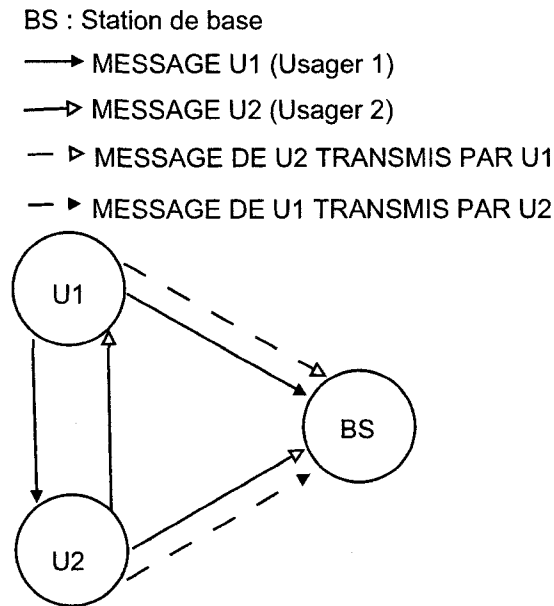 BS : Station de base
MESSAGE U1 (Usager 1)
MESSAGE U2 (Usager 2)
MESSAGE DE U2 TRANSMIS PAR U1
MESSAGE DE U1 TRANSMIS PAR U2
U1
BS
U2